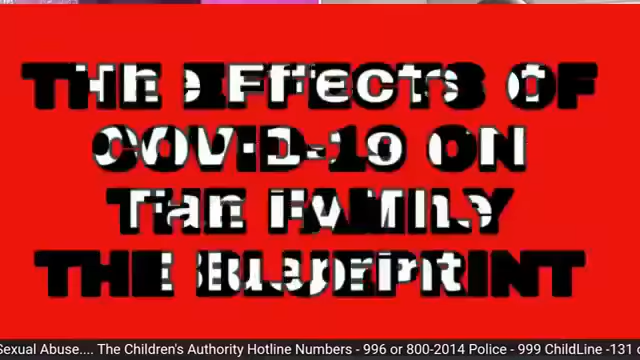 THE EFFECTS OF
COVID-19 ON
THE FAMILY
THE BLUEPRINT
Sexual Abuse.... The Children's Authority Hotline Numbers - 996 or 800-2014 Police - 999 ChildLine -131